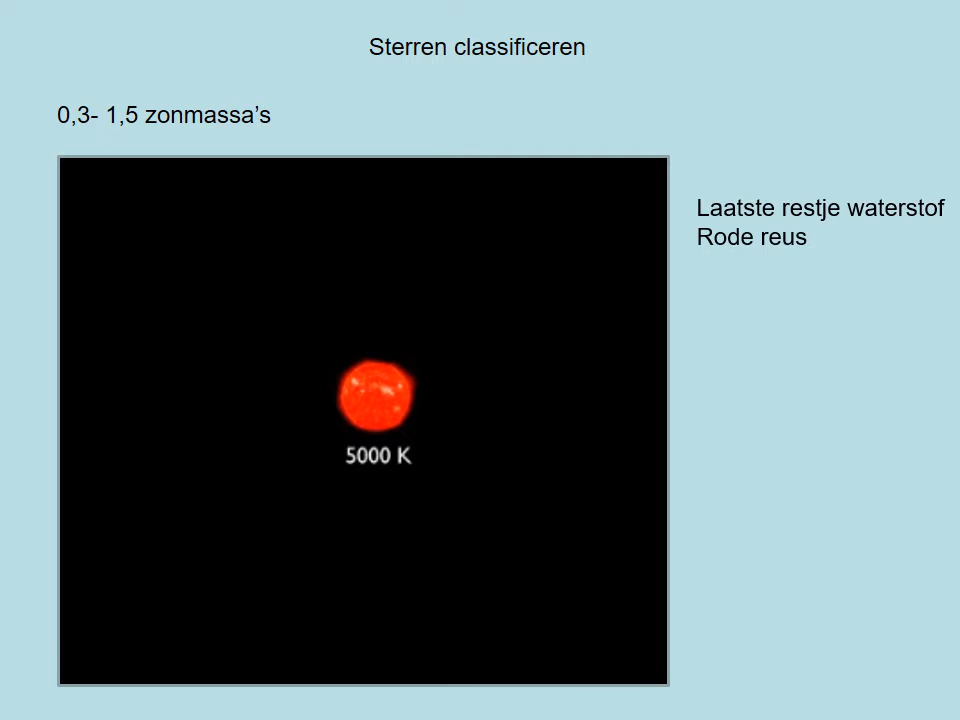 Sterren classificeren
0,3- 1,5 zonmassa’s
Laatste restje waterstof
Rode reus
5000 K